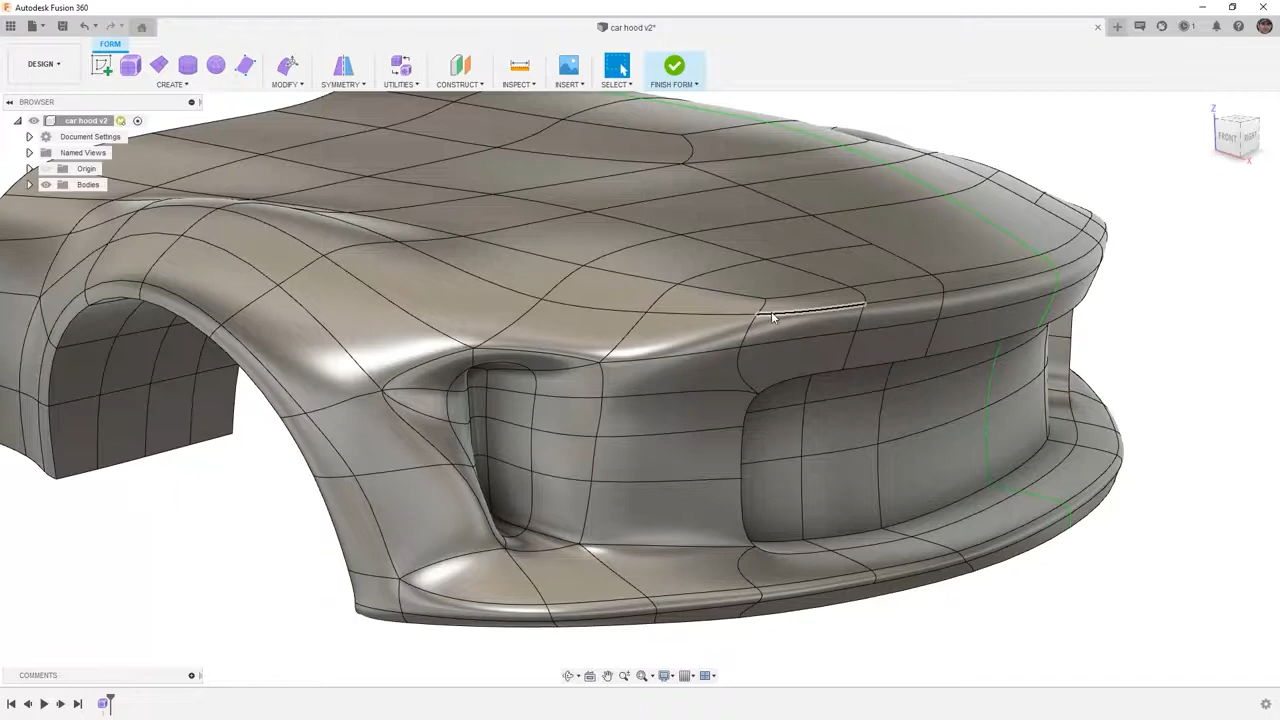 Autodesk Fusion 360
car hood v2*
1
FORM
DESIGN
CREATE
MODIFY
SYMMETRY
UTILITIES
CONSTRUCT
INSPECT
INSERT
SELECT
FINISH FORM
BROWSER
car hood v2
Document Settings
Named Views
Origin
Bodies
Z
FRONT
RIGHT
X
COMMENTS